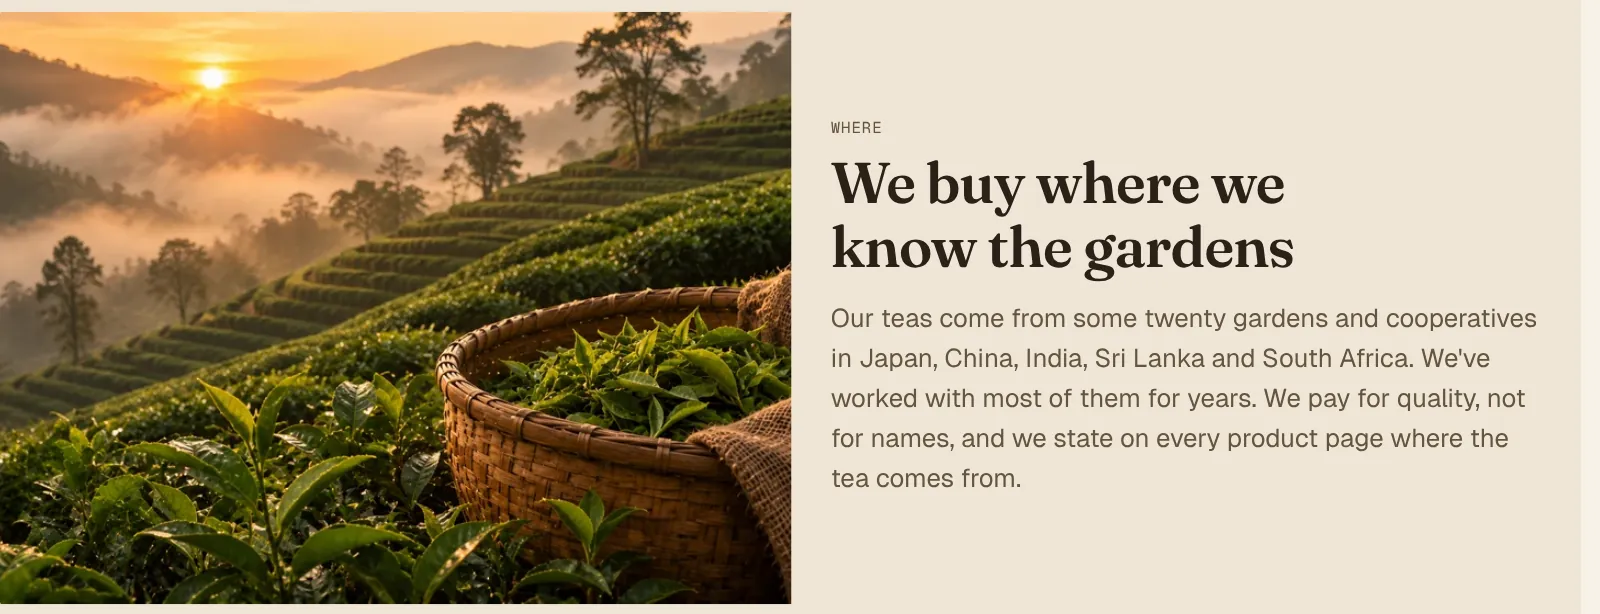 WHERE
We buy where we
know the gardens
Our teas come from some twenty gardens and cooperatives
in Japan, China, India, Sri Lanka and South Africa. We've
worked with most of them for years. We pay for quality, not
for names, and we state on every product page where the
tea comes from.